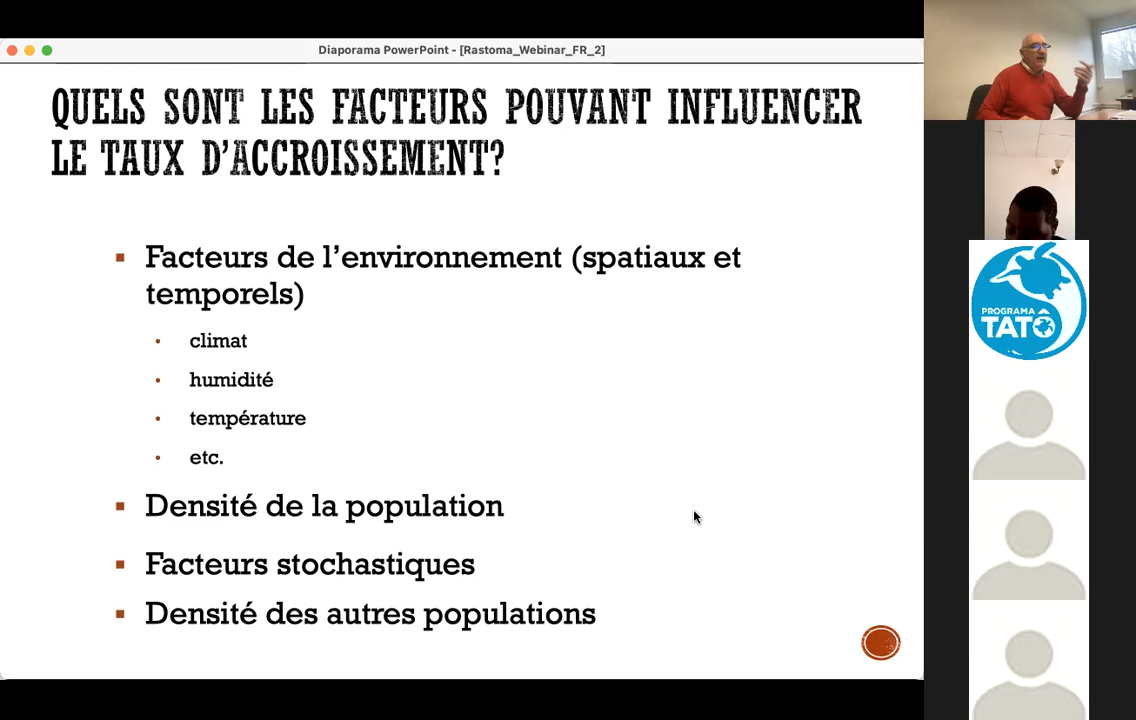 Diaporama PowerPoint - [Rastoma_Webinar_FR_2]
QUELS SONT LES FACTEURS POUVANT INFLUENCER
LE TAUX D'ACCROISSEMENT?
▪ Facteurs de l'environnement (spatiaux et
temporels)
• climat
• humidité
• température
• etc.
▪ Densité de la population
▪ Facteurs stochastiques
▪ Densité des autres populations
PROGRAMA
TATÔ